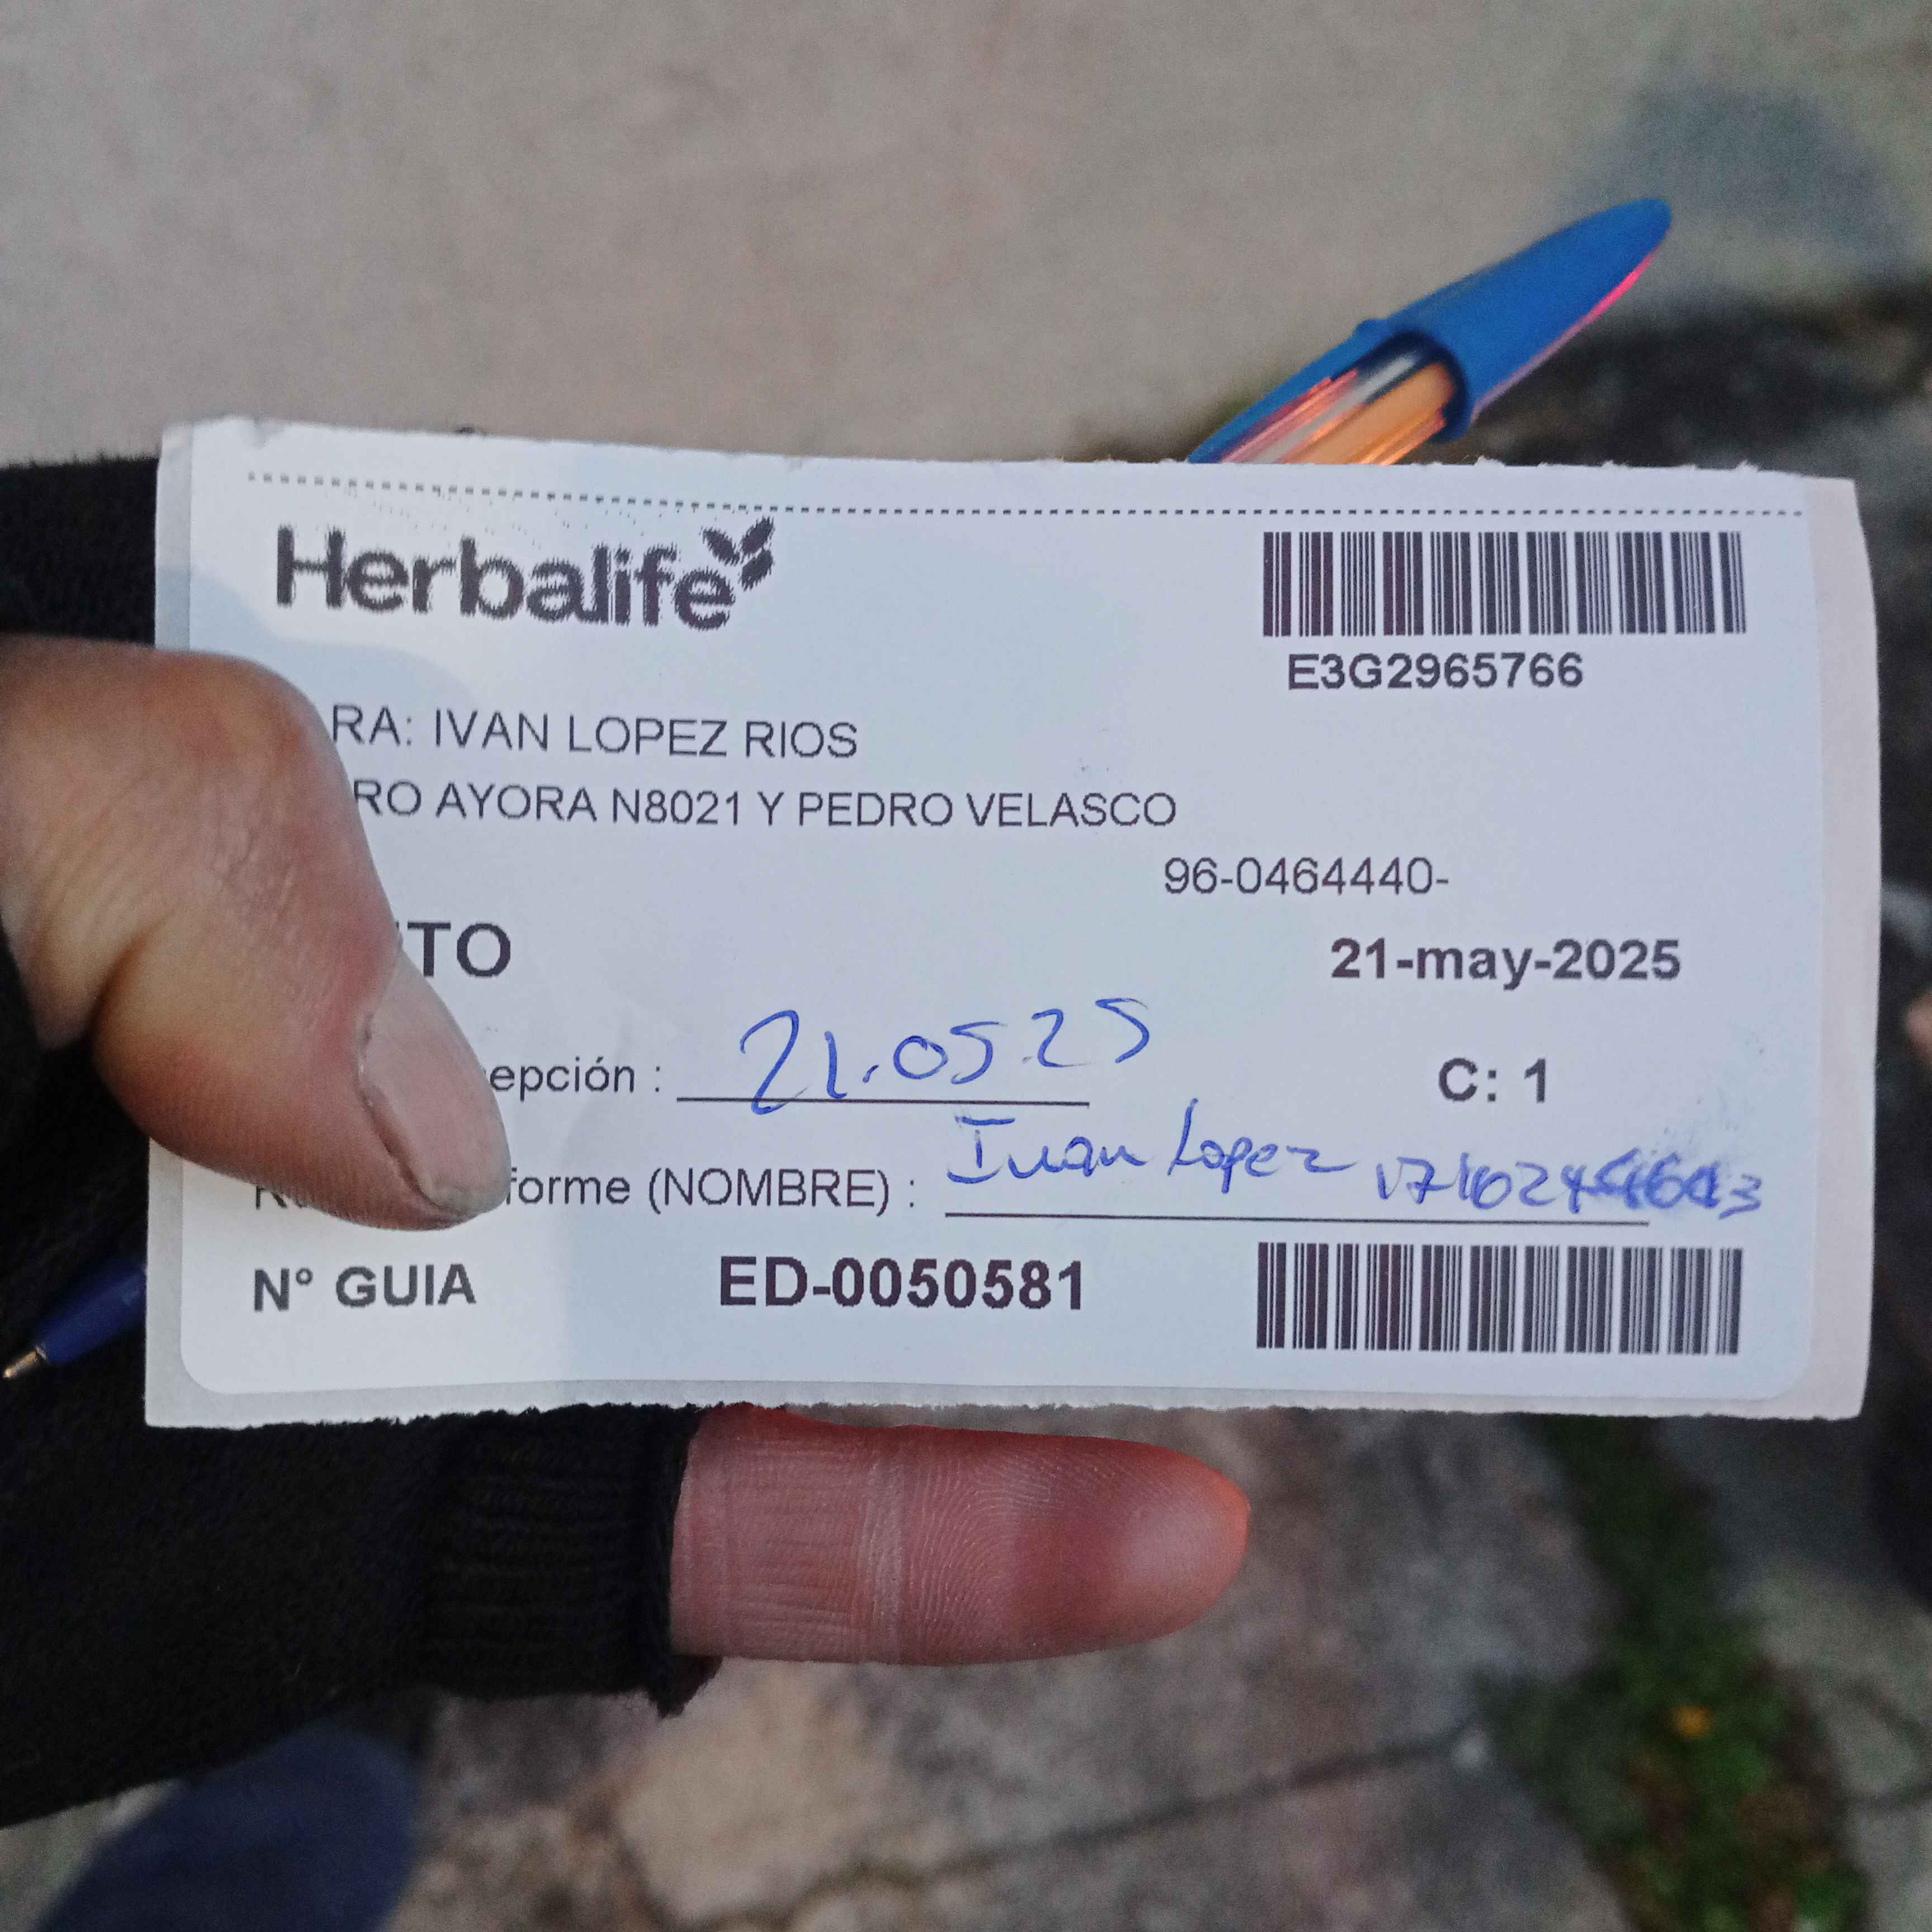 Herbalife
E3G2965766
RA: IVAN LOPEZ RIOS
RO AYORA N8021 Y PEDRO VELASCO
96-0464440-
TO
21-may-2025
epción : 21.05.25
C: 1
forme (NOMBRE) : Ivan Lopez
N° GUIA ED-0050581